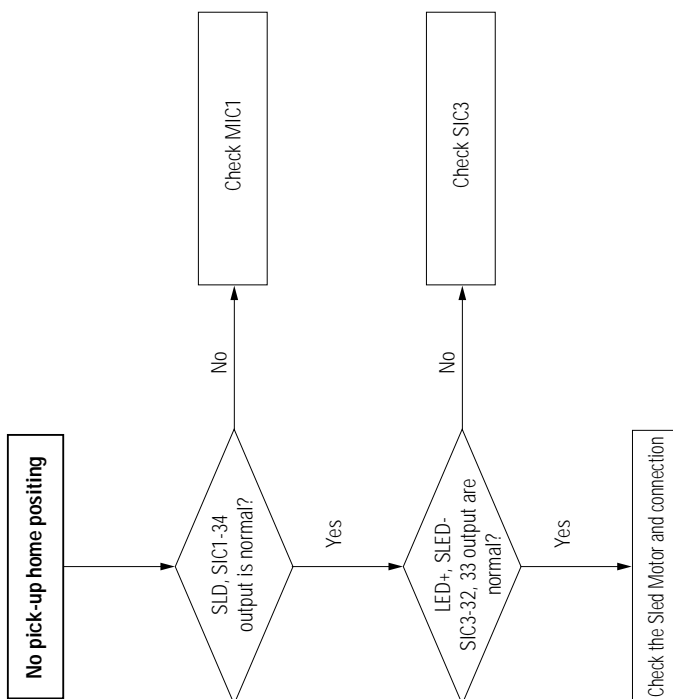 No pick-up home positing
SLD, SIC1-34
output is normal?
No
Check MIC1
Yes
LED+, SLED-
SIC3-32, 33 output are
normal?
No
Check SIC3
Yes
Check the Sled Motor and connection